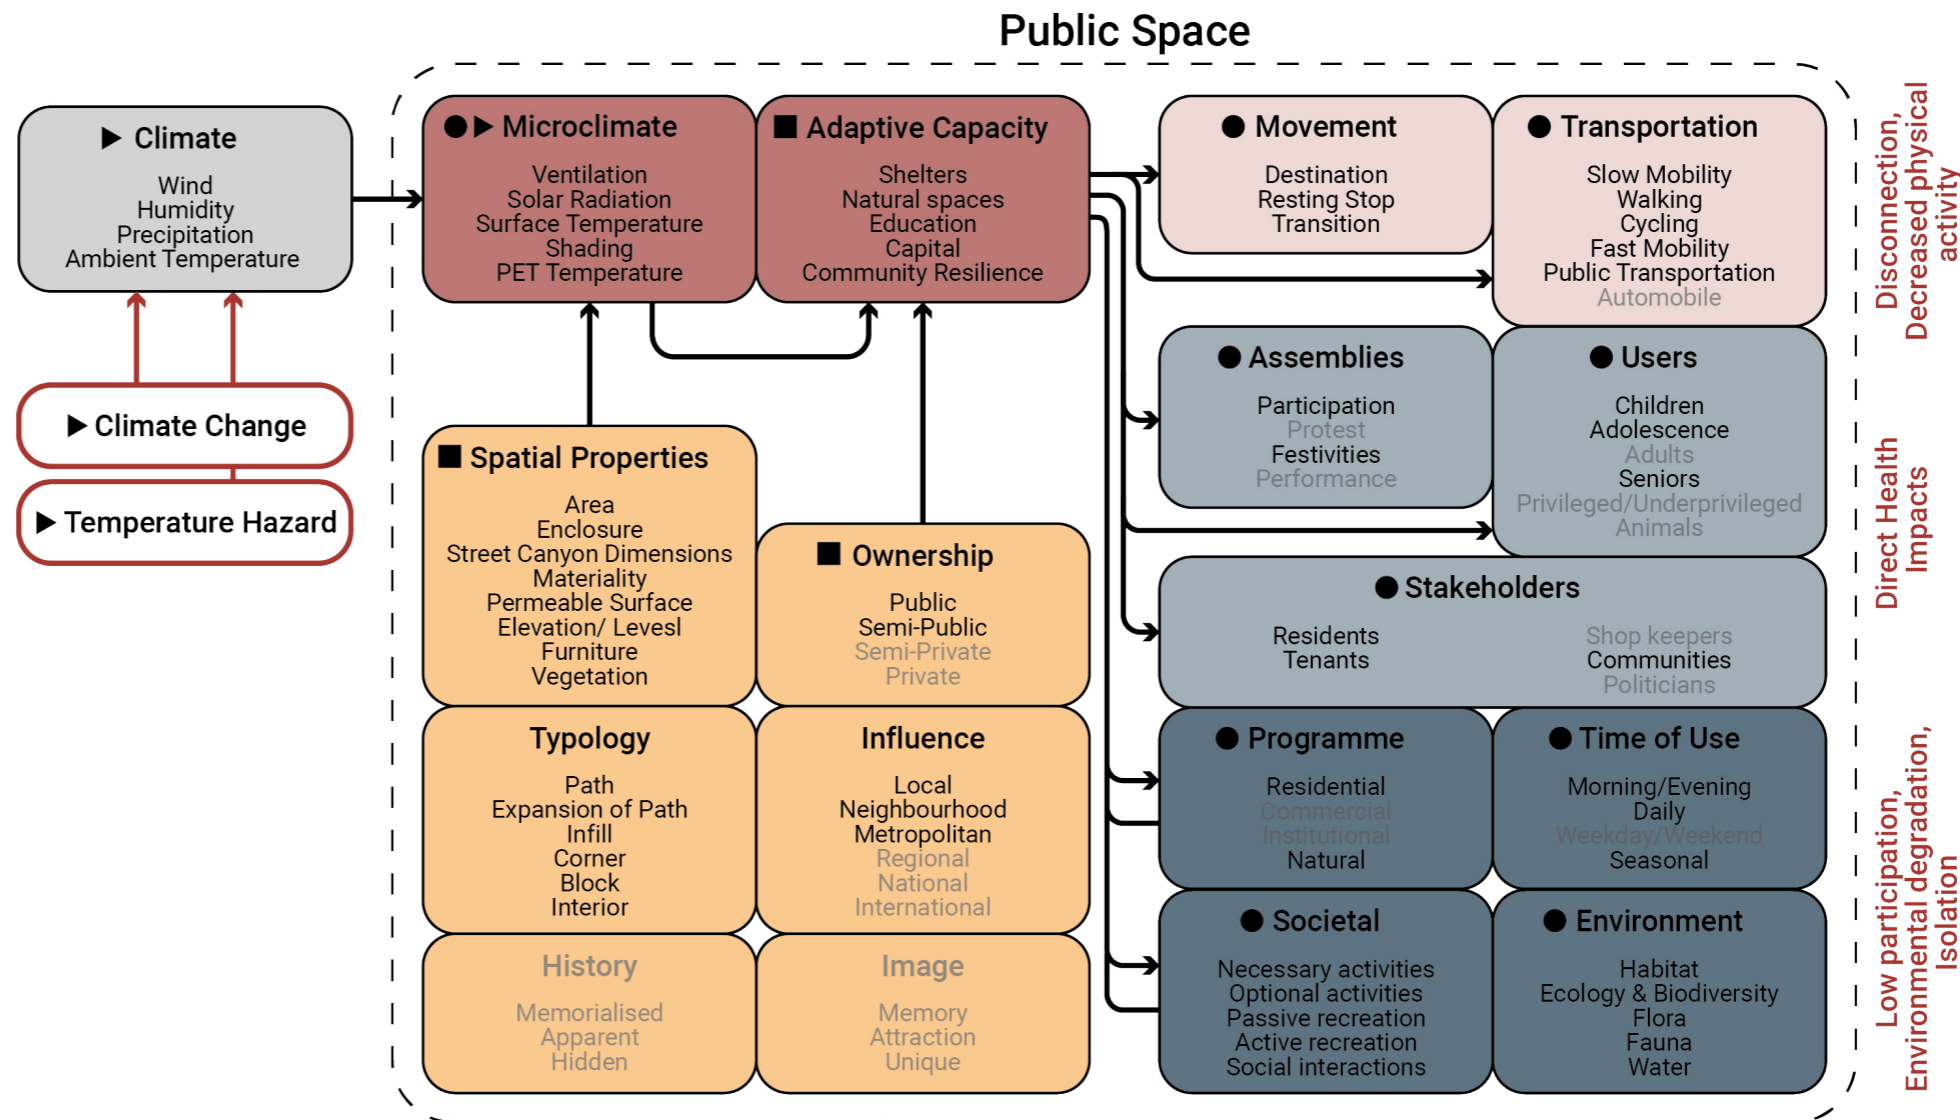 Public Space
Climate
Wind
Humidity
Precipitation
Ambient Temperature
Climate Change
Temperature Hazard
Microclimate
Ventilation
Solar Radiation
Surface Temperature
Shading
PET Temperature
Adaptive Capacity
Shelters
Natural spaces
Education
Capital
Community Resilience
Spatial Properties
Area
Enclosure
Street Canyon Dimensions
Materiality
Permeable Surface
Elevation/ Levesl
Furniture
Vegetation
Ownership
Public
Semi-Public
Semi-Private
Private
Typology
Path
Expansion of Path
Infill
Corner
Block
Interior
Influence
Local
Neighbourhood
Metropolitan
Regional
National
International
History
Memorialised
Apparent
Hidden
Image
Memory
Attraction
Unique
Movement
Destination
Resting Stop
Transition
Transportation
Slow Mobility
Walking
Cycling
Fast Mobility
Public Transportation
Automobile
Assemblies
Participation
Protest
Festivities
Performance
Users
Children
Adolescence
Adults
Seniors
Privileged/Underprivileged
Animals
Stakeholders
Residents
Tenants
Shop keepers
Communities
Politicians
Programme
Residential
Commercial
Institutional
Natural
Time of Use
Morning/Evening
Daily
Weekday/Weekend
Seasonal
Societal
Necessary activities
Optional activities
Passive recreation
Active recreation
Social interactions
Environment
Habitat
Ecology & Biodiversity
Flora
Fauna
Water
Disconnection,
Decreased physical
activity
Direct Health
Impacts
Low participation,
Environmental degradation,
Isolation